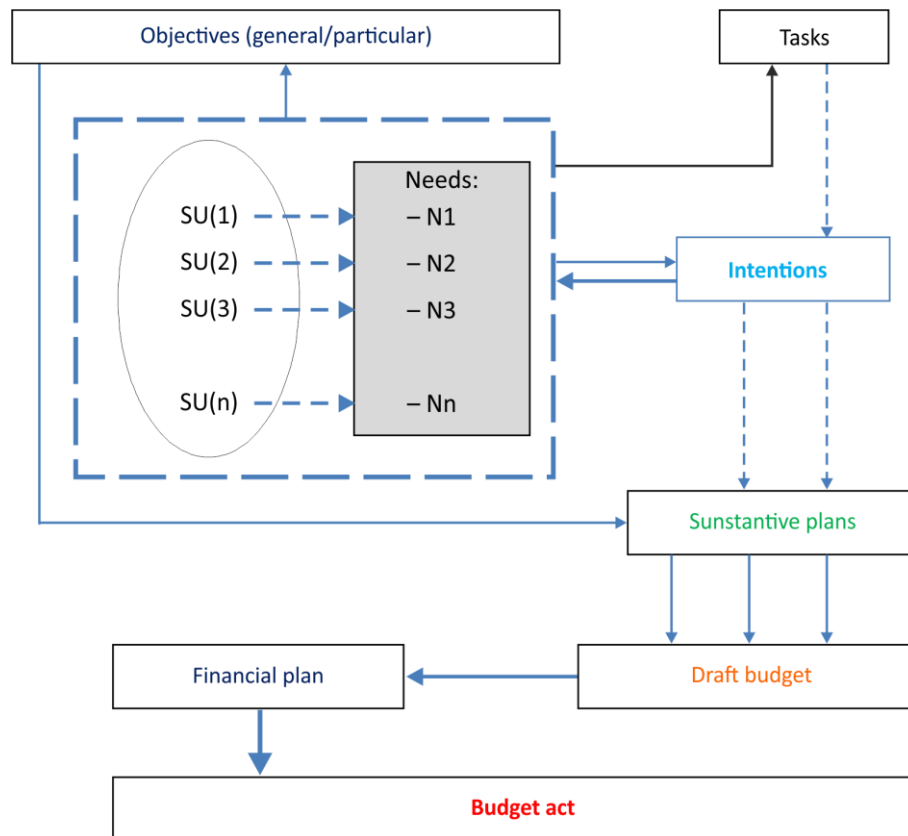 Objectives (general/particular)
Tasks
Needs:
SU(1)
– N1
SU(2)
– N2
Intentions
SU(3)
– N3
SU(n)
– Nn
Sunstantive plans
Financial plan
Draft budget
Budget act